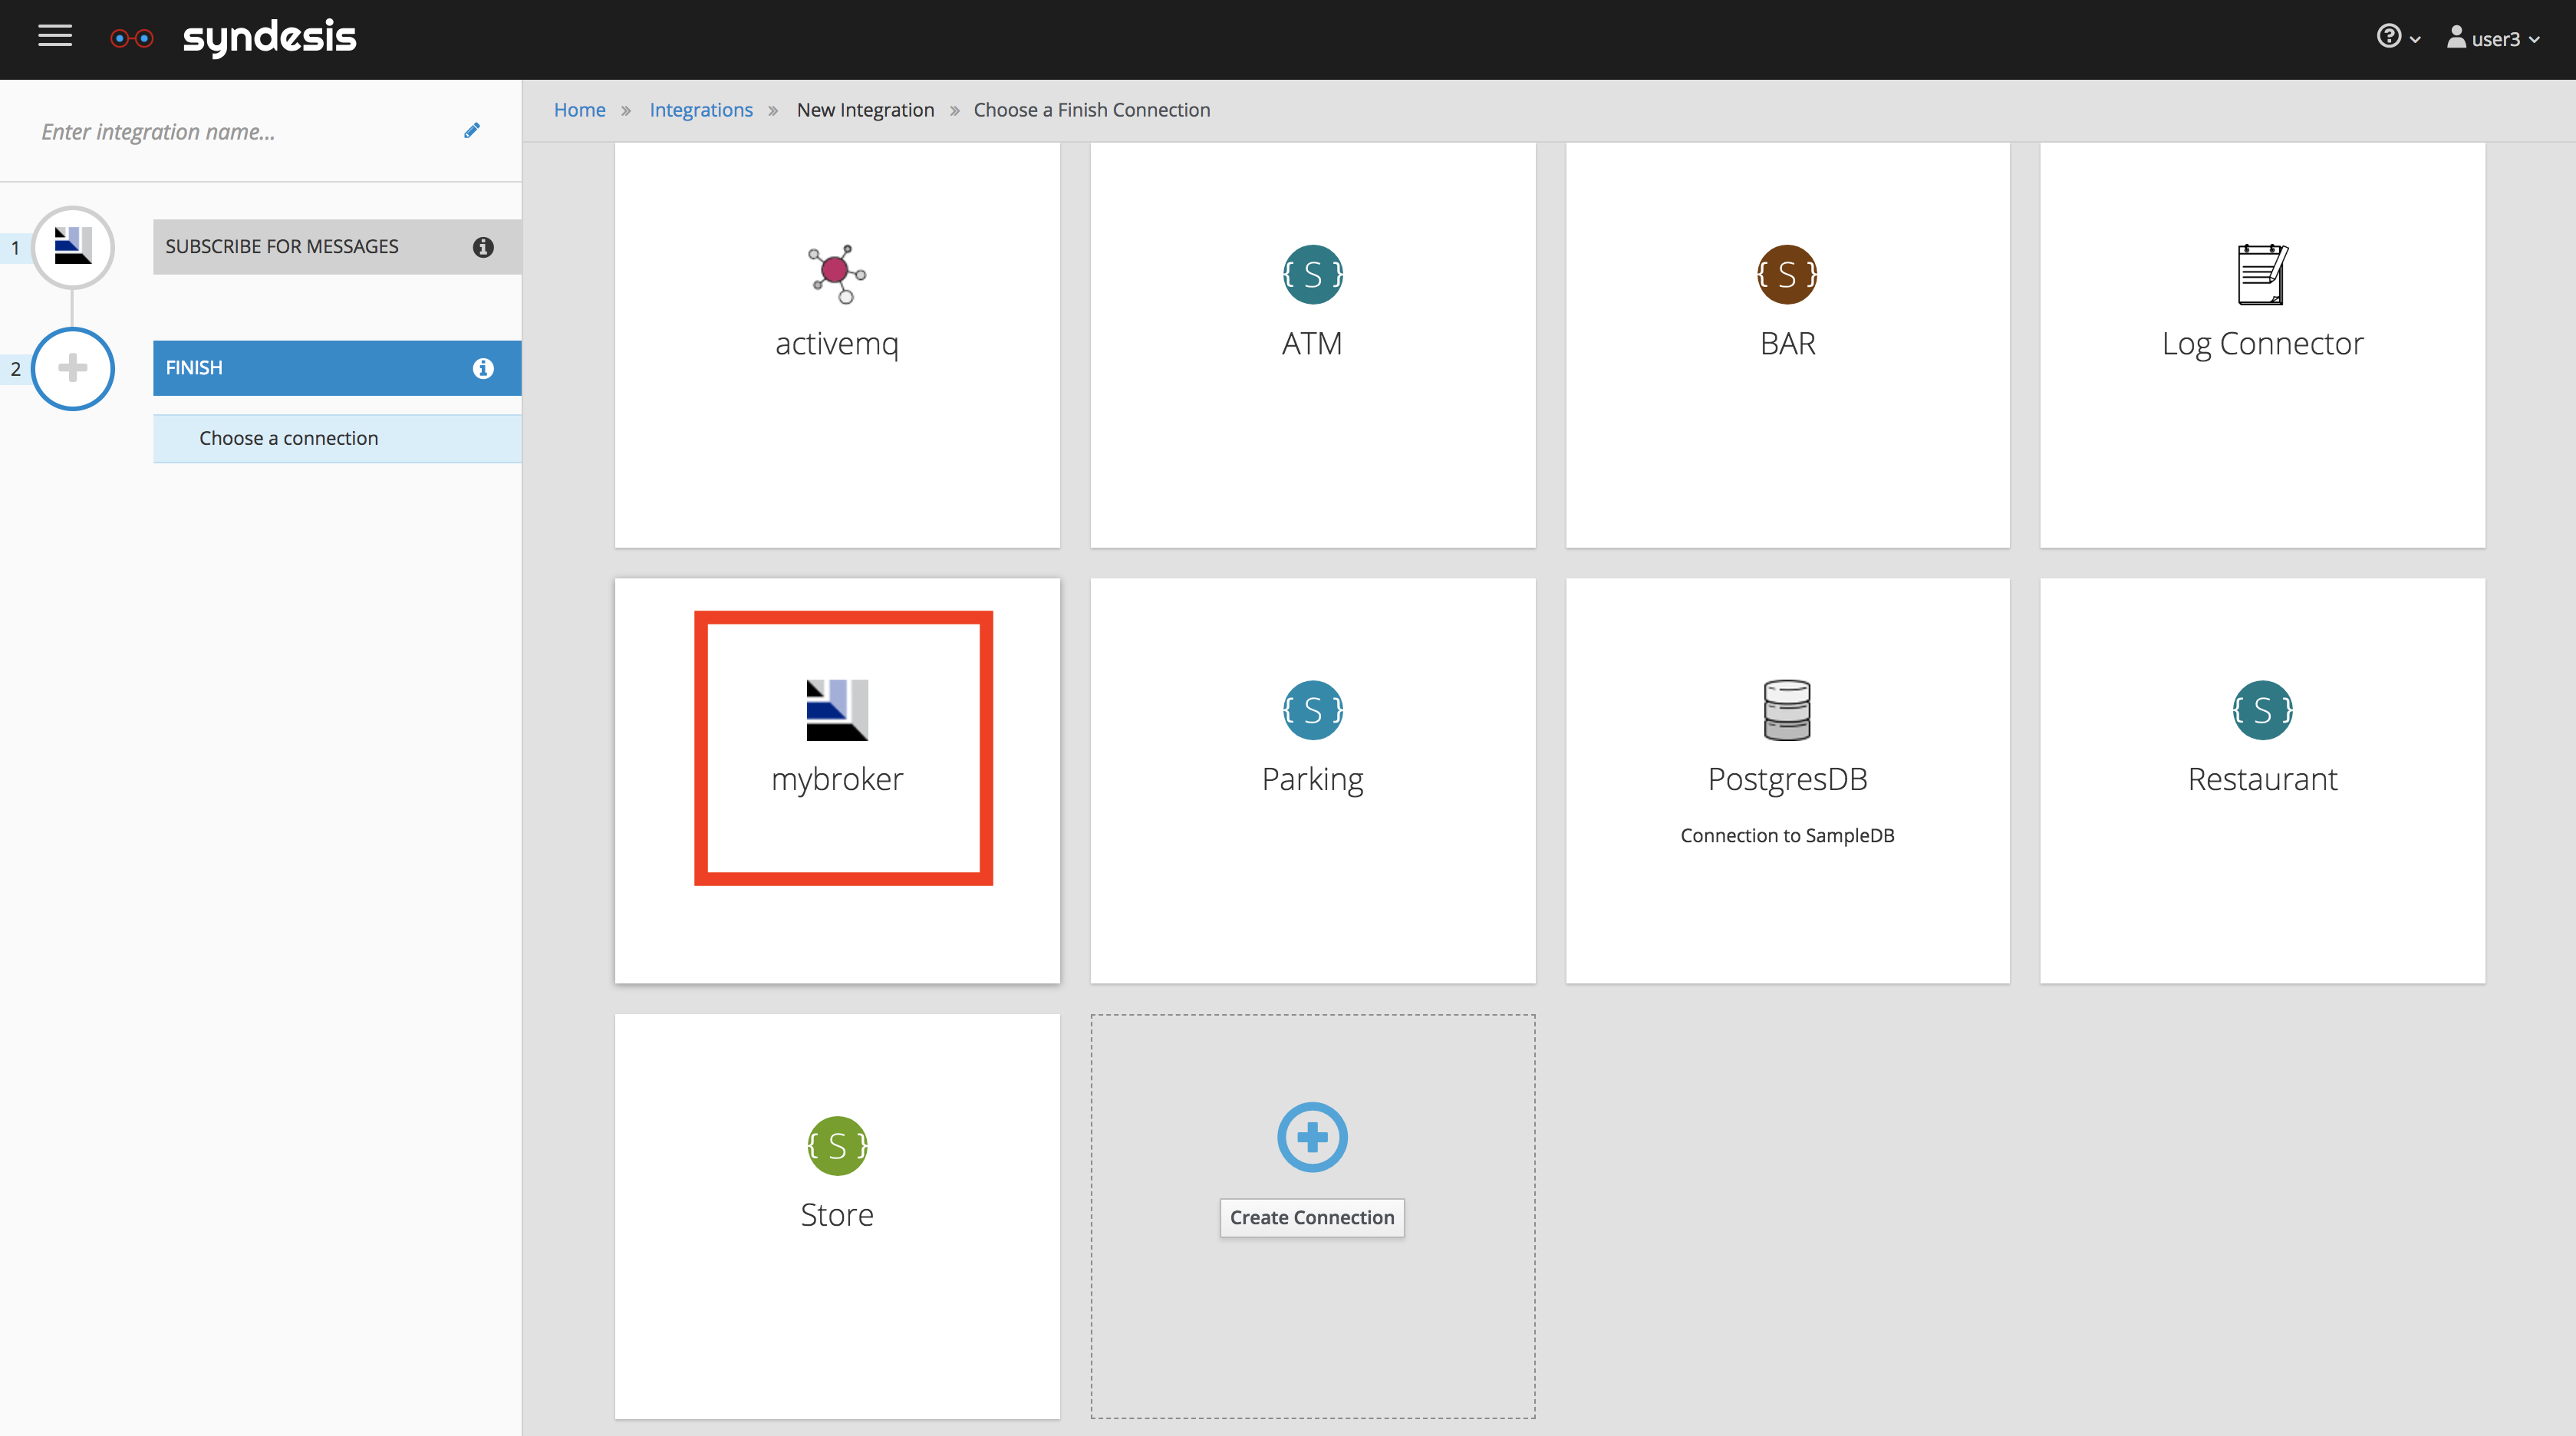 syndesis
user3
Enter integration name...
Home » Integrations » New Integration » Choose a Finish Connection
1 SUBSCRIBE FOR MESSAGES
2 FINISH
Choose a connection
{ S } { S }
activemq ATM BAR Log Connector
{ S } { S }
mybroker Parking PostgresDB Restaurant
Connection to SampleDB
{ S }
Store
Create Connection